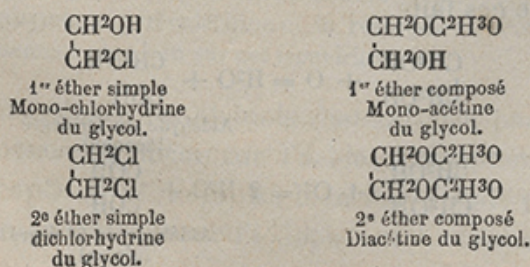 CH²OH
CH²Cl
1er éther simple
Mono-chlorhydrine
du glycol.
CH²OC²H³O
CH²OH
1er éther composé
Mono-acétine
du glycol.
CH²Cl
CH²Cl
2e éther simple
dichlorhydrine
du glycol.
CH²OC²H³O
CH²OC²H³O
2e éther composé
Diacétine du glycol.